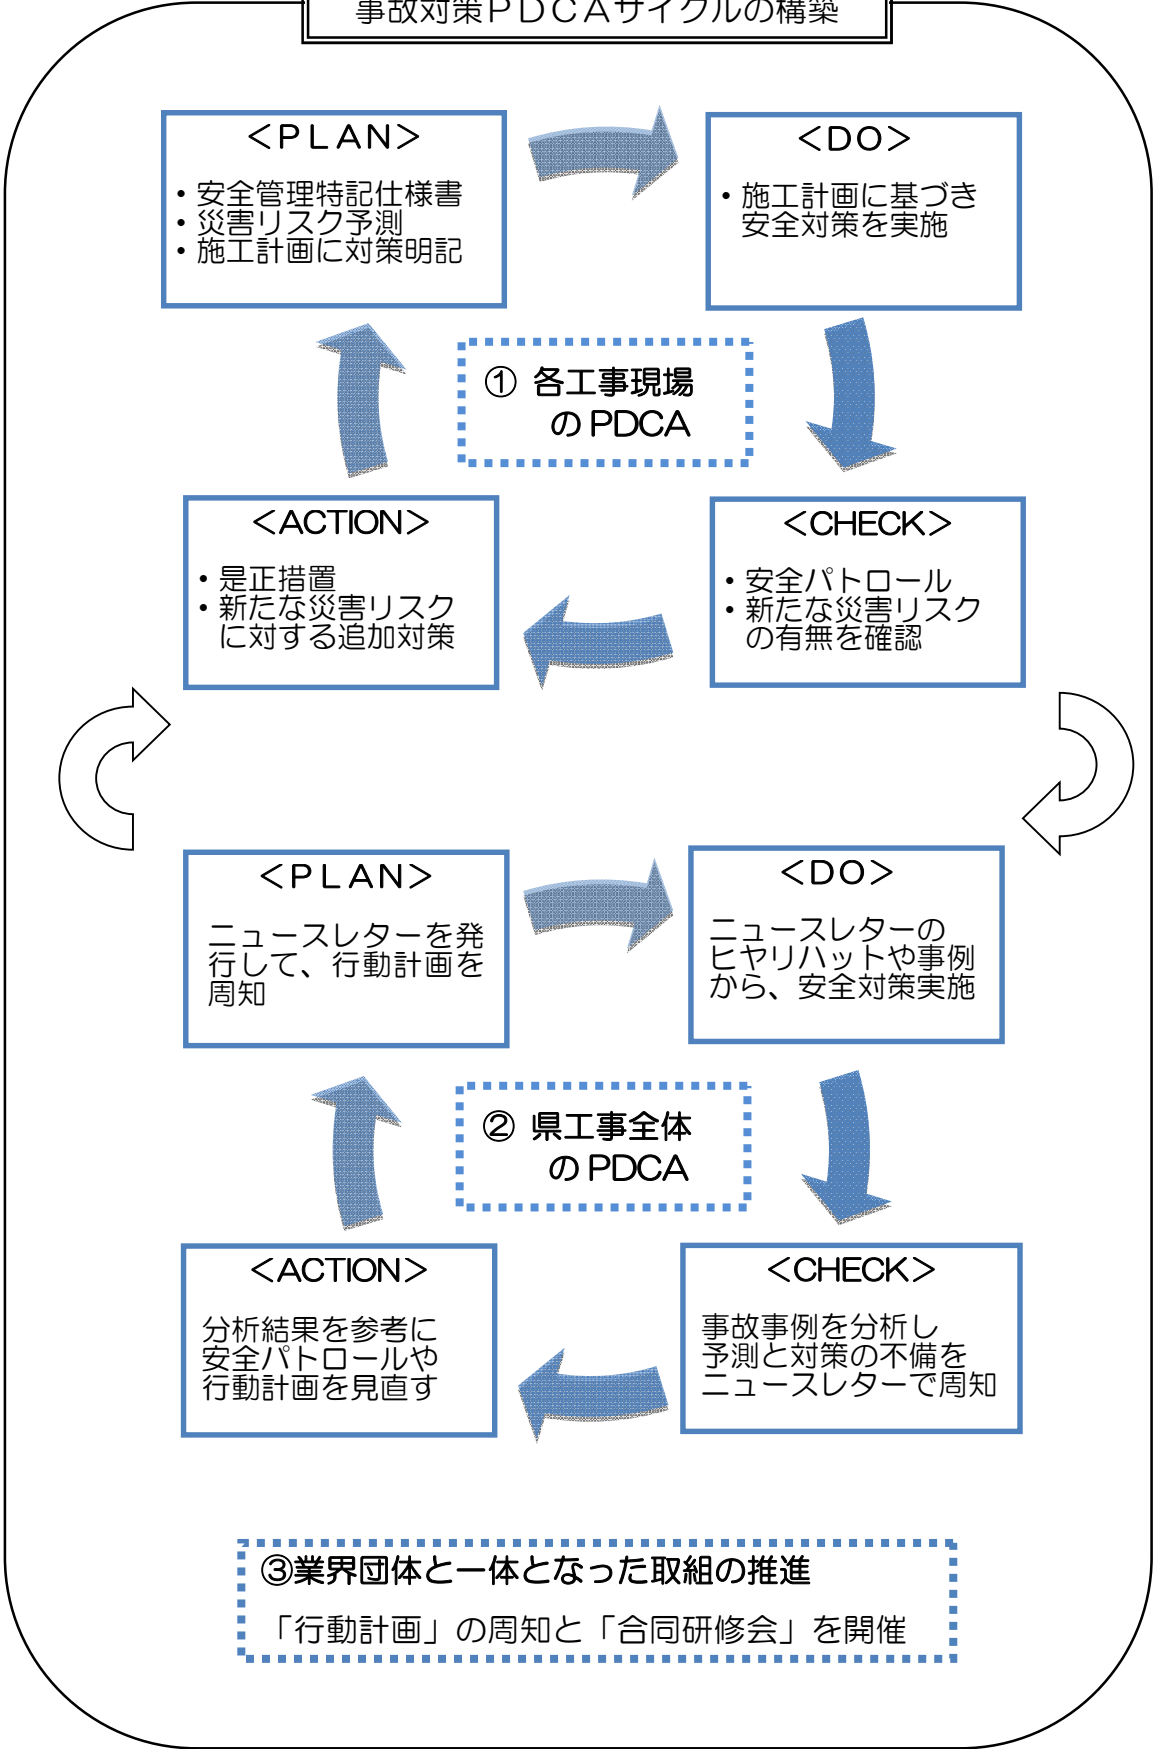 事故対策ＰＤＣＡサイクルの構築
＜ＰＬＡＮ＞
・安全管理特記仕様書
・災害リスク予測
・施工計画に対策明記
＜ＤＯ＞
・施工計画に基づき
安全対策を実施
① 各工事現場
のPDCA
＜ACTION＞
・是正措置
・新たな災害リスク
に対する追加対策
＜CHECK＞
・安全パトロール
・新たな災害リスク
の有無を確認
＜ＰＬＡＮ＞
ニュースレターを発
行して、行動計画を
周知
＜ＤＯ＞
ニュースレターの
ヒヤリハットや事例
から、安全対策実施
② 県工事全体
のPDCA
＜ACTION＞
分析結果を参考に
安全パトロールや
行動計画を見直す
＜CHECK＞
事故事例を分析し
予測と対策の不備を
ニュースレターで周知
③業界団体と一体となった取組の推進
「行動計画」の周知と「合同研修会」を開催